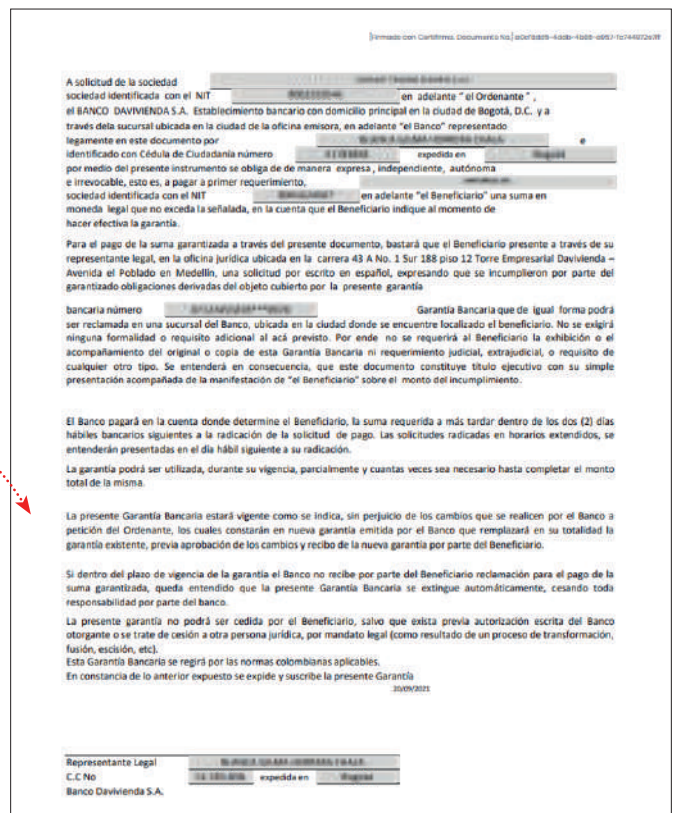 [Firmado con Certifirma. Documento No.]
A solicitud de la sociedad
sociedad identificada con el NIT en adelante " el Ordenante " ,
el BANCO DAVIVIENDA S.A. Establecimiento bancario con domicilio principal en la ciudad de Bogotá, D.C. y a
través dela sucursal ubicada en la ciudad de la oficina emisora, en adelante "el Banco" representado
legamente en este documento por e
identificado con Cédula de Ciudadanía número expedida en
por medio del presente instrumento se obliga de de manera expresa , independiente, autónoma
e irrevocable, esto es, a pagar a primer requerimiento,
sociedad identificada con el NIT en adelante "el Beneficiario" una suma en
moneda legal que no exceda la señalada, en la cuenta que el Beneficiario indique al momento de
hacer efectiva la garantía.
Para el pago de la suma garantizada a través del presente documento, bastará que el Beneficiario presente a través de su
representante legal, en la oficina jurídica ubicada en la carrera 43 A No. 1 Sur 188 piso 12 Torre Empresarial Davivienda –
Avenida el Poblado en Medellín, una solicitud por escrito en español, expresando que se incumplieron por parte del
garantizado obligaciones derivadas del objeto cubierto por la presente garantía
bancaria número Garantía Bancaria que de igual forma podrá
ser reclamada en una sucursal del Banco, ubicada en la ciudad donde se encuentre localizado el beneficiario. No se exigirá
ninguna formalidad o requisito adicional al acá previsto. Por ende no se requerirá al Beneficiario la exhibición o el
acompañamiento del original o copia de esta Garantía Bancaria ni requerimiento judicial, extrajudicial, o requisito de
cualquier otro tipo. Se entenderá en consecuencia, que este documento constituye título ejecutivo con su simple
presentación acompañada de la manifestación de "el Beneficiario" sobre el monto del incumplimiento.
El Banco pagará en la cuenta donde determine el Beneficiario, la suma requerida a más tardar dentro de los dos (2) días
hábiles bancarios siguientes a la radicación de la solicitud de pago. Las solicitudes radicadas en horarios extendidos, se
entenderán presentadas en el día hábil siguiente a su radicación.
La garantía podrá ser utilizada, durante su vigencia, parcialmente y cuantas veces sea necesario hasta completar el monto
total de la misma.
La presente Garantía Bancaria estará vigente como se indica, sin perjuicio de los cambios que se realicen por el Banco a
petición del Ordenante, los cuales constarán en nueva garantía emitida por el Banco que remplazará en su totalidad la
garantía existente, previa aprobación de los cambios y recibo de la nueva garantía por parte del Beneficiario.
Si dentro del plazo de vigencia de la garantía el Banco no recibe por parte del Beneficiario reclamación para el pago de la
suma garantizada, queda entendido que la presente Garantía Bancaria se extingue automáticamente, cesando toda
responsabilidad por parte del banco.
La presente garantía no podrá ser cedida por el Beneficiario, salvo que exista previa autorización escrita del Banco
otorgante o se trate de cesión a otra persona jurídica, por mandato legal (como resultado de un proceso de transformación,
fusión, escisión, etc).
Esta Garantía Bancaria se regirá por las normas colombianas aplicables.
En constancia de lo anterior expuesto se expide y suscribe la presente Garantía
20/09/2021
Representante Legal
C.C No expedida en
Banco Davivienda S.A.